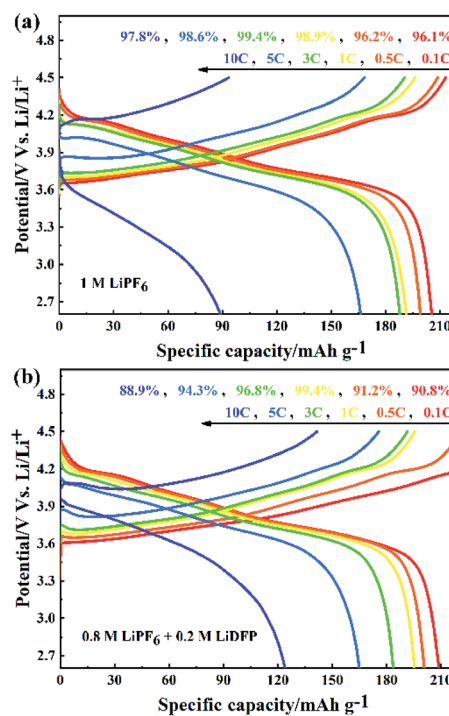 (a)
97.8% , 98.6% , 99.4% , 98.9% , 96.2% , 96.1%
10C , 5C , 3C , 1C , 0.5C , 0.1C
4.8
4.5
4.2
3.9
3.6
3.3
3.0
2.7
Potential/V Vs. Li/Li+
1 M LiPF6
0 30 60 90 120 150 180 210
Specific capacity/mAh g-1
(b)
88.9% , 94.3% , 96.8% , 99.4% , 91.2% , 90.8%
10C , 5C , 3C , 1C , 0.5C , 0.1C
4.8
4.5
4.2
3.9
3.6
3.3
3.0
2.7
Potential/V Vs. Li/Li+
0.8 M LiPF6 + 0.2 M LiDFP
0 30 60 90 120 150 180 210
Specific capacity/mAh g-1